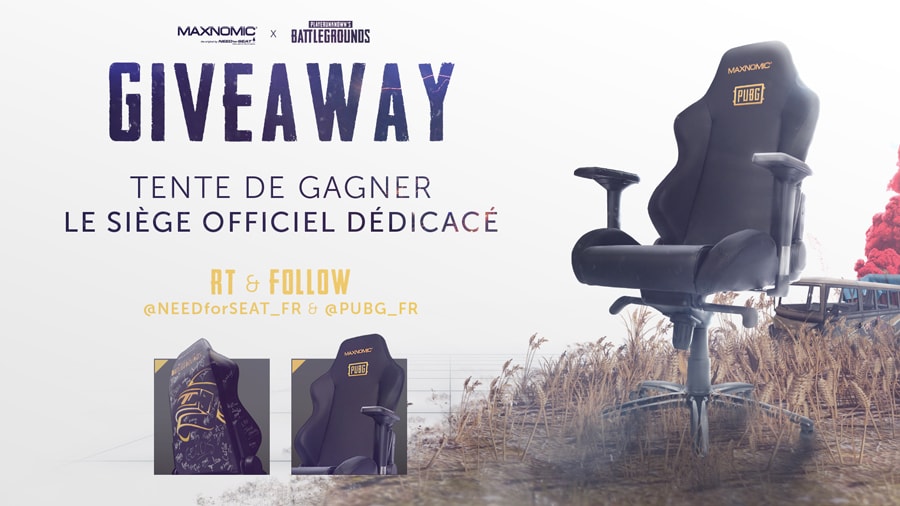 MAXNOMIC® X PLAYERUNKNOWN'S
BATTLEGROUNDS
GIVEAWAY
TENTE DE GAGNER
LE SIÈGE OFFICIEL DÉDICACÉ
RT & FOLLOW
@NEEDforSEAT_FR & @PUBG_FR
MAXNOMIC®
PUBG
MAXNOMIC®
PUBG